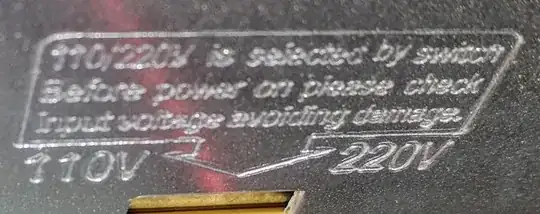 110/220V is selected by switch
Before power on please check
Input voltage avoiding damage.
110V 220V